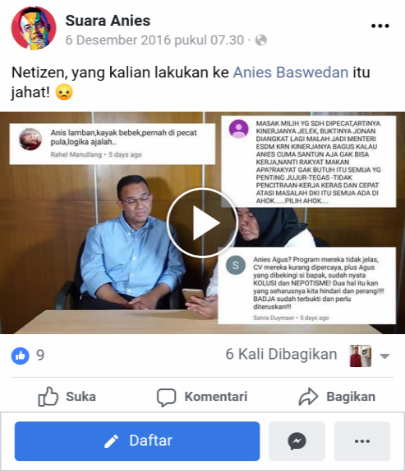 Suara Anies
6 Desember 2016 pukul 07.30 ·
Netizen, yang kalian lakukan ke Anies Baswedan itu
jahat!
Anis lamban,kayak bebek,pernah di pecat
pula,logika ajalah..
Rahel Manullang • 5 days ago
MASAK MILIH YG SDH DIPECAT,ARTINYA
KINERJANYA JELEK, BUKTINYA JONAN
DIANGKAT LAGI MALAH JADI MENTERI
ESDM KRN KINERJANYA BAGUS KALAU
ANIES CUMA SANTUN AJA GAK BISA
KERJA,NANTI RAKYAT MAKAN
APA?RAKYAT GAK BUTUH ITU SEMUA YG
PENTING JUJUR-TEGAS -TIDAK
PENCITRAAN-KERJA KERAS DAN CEPAT
ATASI MASALAH DKI ITU SEMUA ADA DI
AHOK......PILIH AHOK....
S
Anies Agus? Program mereka tidak jelas,
CV mereka kurang dipercaya, plus Agus
yang dibekingi si bapak, sudah nyata
KOLUSI dan NEPOTISME! Dua hal itu kan
yang seharusnya kita hindari dan perangi!!!
BADJA sudah terbukti dan perlu
diteruskan!!!
Satria Duymaer • 5 days ago
9
6 Kali Dibagikan
Suka
Komentari
Bagikan
Daftar